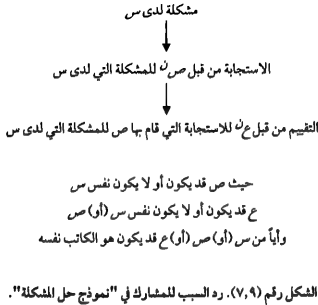 مشكلة لدى س
الاستجابة من قبل صⁿ للمشكلة التي لدى س
التقييم من قبل عⁿ للاستجابة التي قام بها ص للمشكلة التي لدى س
حيث ص قد يكون أو لا يكون نفس س
ع قد يكون أو لا يكون نفس س (أو) ص
وأياً من س (أو) ص (أو) ع قد يكون هو الكاتب نفسه
الشكل رقم (٧,٩). رد السبب للمشارك في "نموذج حل المشكلة".